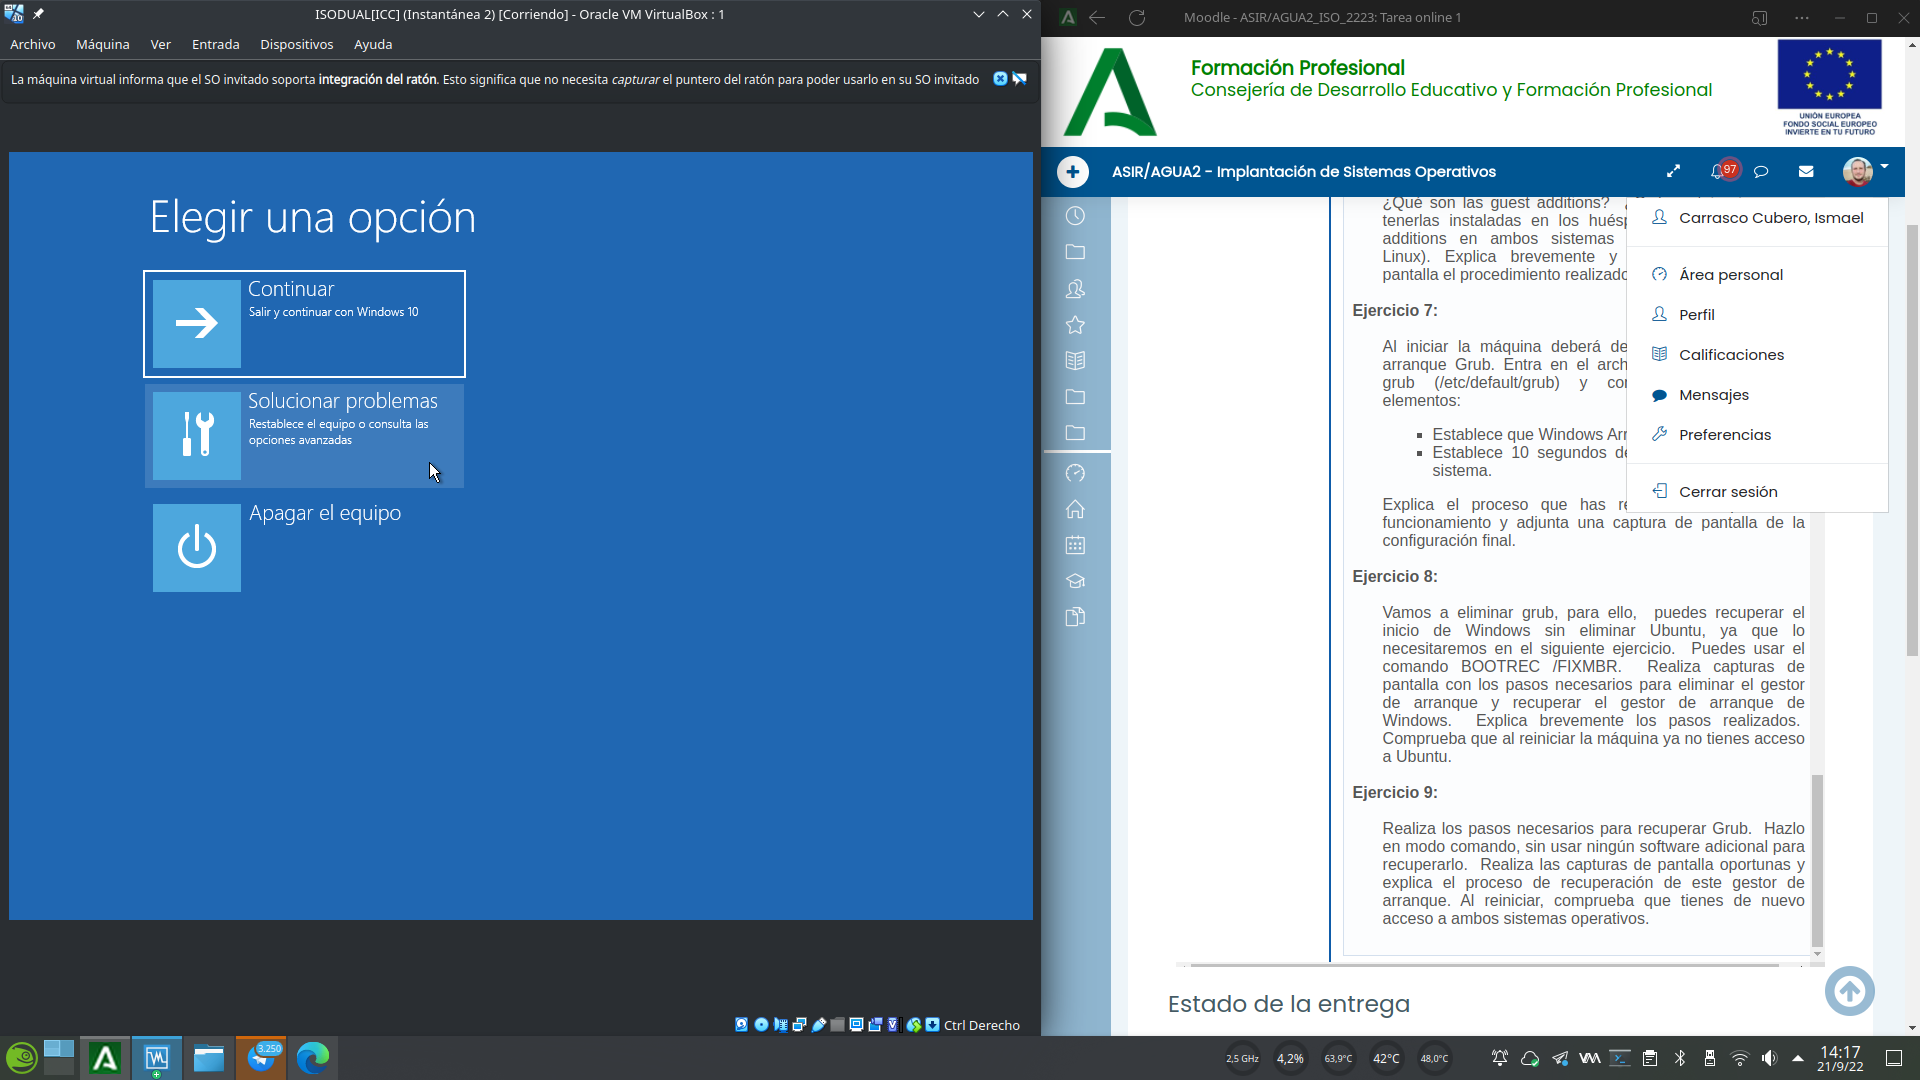 ISODUAL[ICC] (Instantánea 2) [Corriendo] - Oracle VM VirtualBox : 1
Archivo Máquina Ver Entrada Dispositivos Ayuda
La máquina virtual informa que el SO invitado soporta integración del ratón. Esto significa que no necesita capturar el puntero del ratón para poder usarlo en su SO invitado
Elegir una opción
Continuar
Salir y continuar con Windows 10
Solucionar problemas
Restablece el equipo o consulta las
opciones avanzadas
Apagar el equipo
Ctrl Derecho
Moodle - ASIR/AGUA2_ISO_2223: Tarea online 1
Formación Profesional
Consejería de Desarrollo Educativo y Formación Profesional
UNIÓN EUROPEA
FONDO SOCIAL EUROPEO
INVIERTE EN TU FUTURO
ASIR/AGUA2 - Implantación de Sistemas Operativos
97
¿Qué son las guest additions?
tenerlas instaladas en los huésp
additions en ambos sistemas
Linux). Explica brevemente y
pantalla el procedimiento realizado
Ejercicio 7:
Al iniciar la máquina deberá de
arranque Grub. Entra en el arch
grub (/etc/default/grub) y con
elementos:
Establece que Windows Arr
Establece 10 segundos de
sistema.
Explica el proceso que has re
funcionamiento y adjunta una captura de pantalla de la
configuración final.
Carrasco Cubero, Ismael
Área personal
Perfil
Calificaciones
Mensajes
Preferencias
Cerrar sesión
Ejercicio 8:
Vamos a eliminar grub, para ello, puedes recuperar el
inicio de Windows sin eliminar Ubuntu, ya que lo
necesitaremos en el siguiente ejercicio. Puedes usar el
comando BOOTREC /FIXMBR. Realiza capturas de
pantalla con los pasos necesarios para eliminar el gestor
de arranque y recuperar el gestor de arranque de
Windows. Explica brevemente los pasos realizados.
Comprueba que al reiniciar la máquina ya no tienes acceso
a Ubuntu.
Ejercicio 9:
Realiza los pasos necesarios para recuperar Grub. Hazlo
en modo comando, sin usar ningún software adicional para
recuperarlo. Realiza las capturas de pantalla oportunas y
explica el proceso de recuperación de este gestor de
arranque. Al reiniciar, comprueba que tienes de nuevo
acceso a ambos sistemas operativos.
Estado de la entrega
3.250
2,5 GHz
4,2%
63,9°C
42°C
48,0°C
14:17
21/9/22